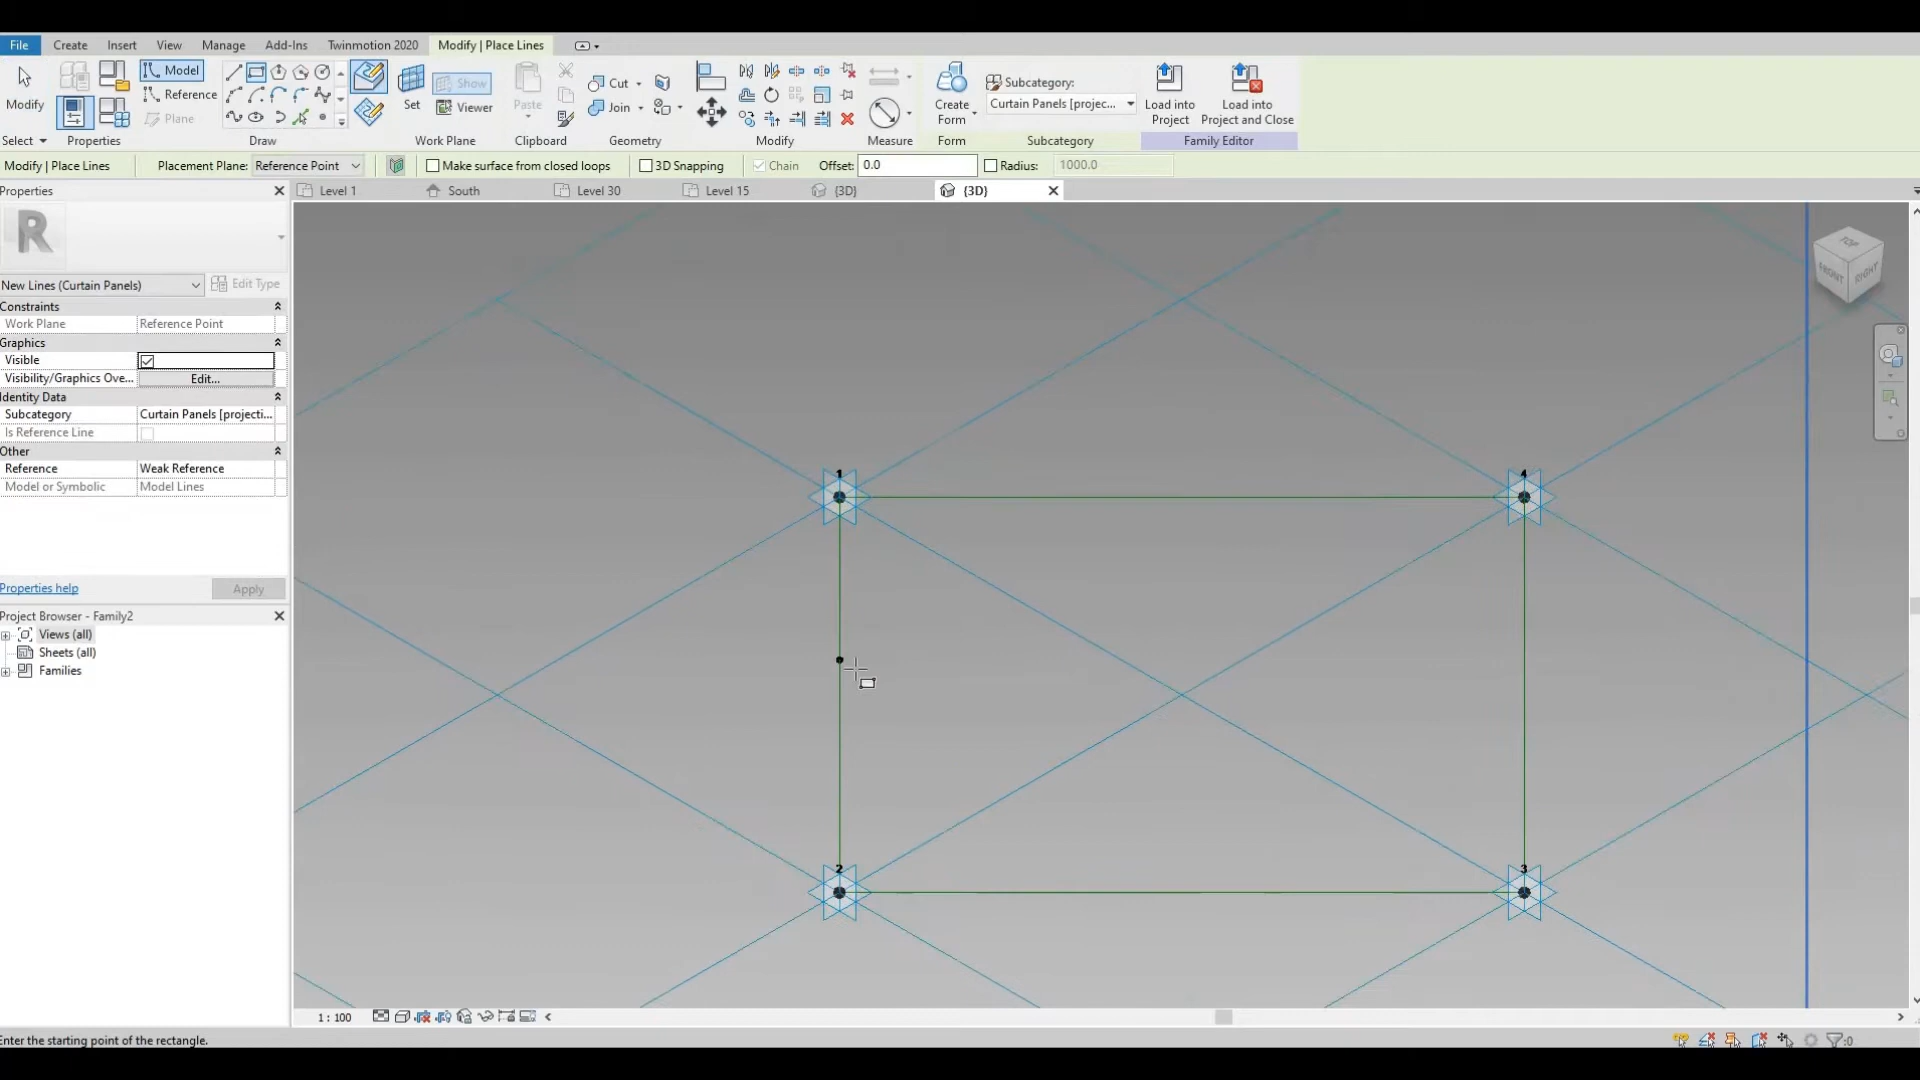 File Create Insert View Manage Add-Ins Twinmotion 2020 Modify | Place Lines
Modify
Model
Reference
Plane
Set
Show
Viewer
Paste
Cut
Join
Create Form
Subcategory:
Curtain Panels [projec...
Load into Project
Load into Project and Close
Select Properties Draw Work Plane Clipboard Geometry Modify Measure Form Subcategory Family Editor
Modify | Place Lines Placement Plane: Reference Point Make surface from closed loops 3D Snapping Chain Offset: 0.0 Radius: 1000.0
Properties
Level 1 South Level 30 Level 15 {3D} {3D}
R
New Lines (Curtain Panels) Edit Type
Constraints
Work Plane Reference Point
Graphics
Visible
Visibility/Graphics Ove... Edit...
Identity Data
Subcategory Curtain Panels [projecti...
Is Reference Line
Other
Reference Weak Reference
Model or Symbolic Model Lines
Properties help Apply
Project Browser - Family2
Views (all)
Sheets (all)
Families
TOP
FRONT RIGHT
1 4
2 3
1 : 100
Enter the starting point of the rectangle.
:0